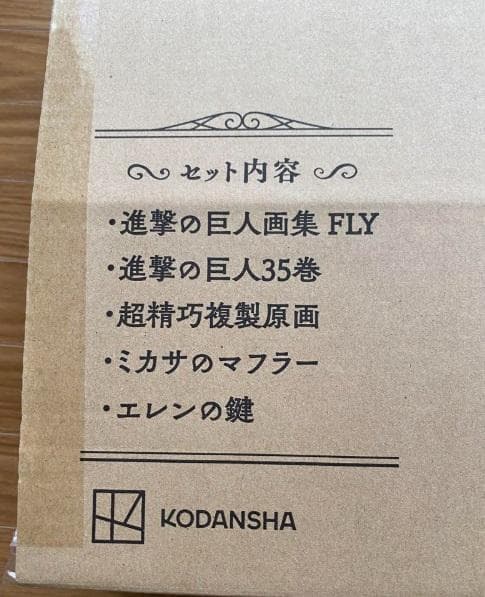 セット内容
・進撃の巨人画集 FLY
・進撃の巨人35巻
・超精巧複製原画
・ミカサのマフラー
・エレンの鍵
KODANSHA